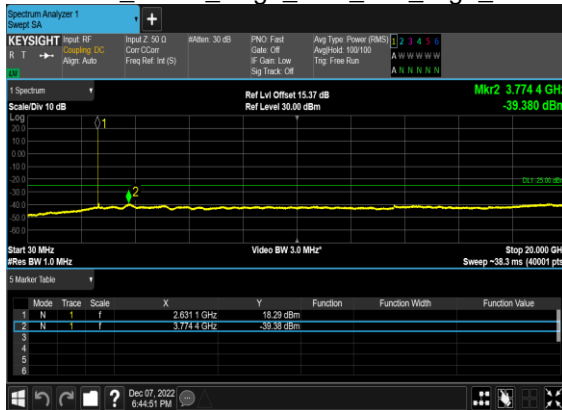 Spectrum Analyzer 1
Swept SA
+
KEYSIGHT Input: RF Input Z: 50 Ω #Atten: 30 dB PNO: Fast Avg Type: Power (RMS) 1 2 3 4 5 6
R T Coupling: DC Corr CCorr Gate: Off Avg|Hold: 100/100 A W W W W W
Align: Auto Freq Ref: Int (S) IF Gain: Low Trig: Free Run
LXI Sig Track: Off A N N N N N
1 Spectrum Ref Lvl Offset 15.37 dB Mkr2 3.774 4 GHz
Scale/Div 10 dB Ref Level 30.00 dBm -39.380 dBm
Log
20.0
10.0
0.00
-10.0
-20.0
-30.0
-40.0
-50.0
-60.0
1
2
DL1 -25.00 dBm
Start 30 MHz Video BW 3.0 MHz* Stop 20.000 GH
#Res BW 1.0 MHz Sweep ~38.3 ms (40001 pts
5 Marker Table
Mode Trace Scale X Y Function Function Width Function Value
1 N 1 f 2.631 1 GHz 18.29 dBm
2 N 1 f 3.774 4 GHz -39.38 dBm
3
4
5
6
? Dec 07, 2022
6:44:51 PM